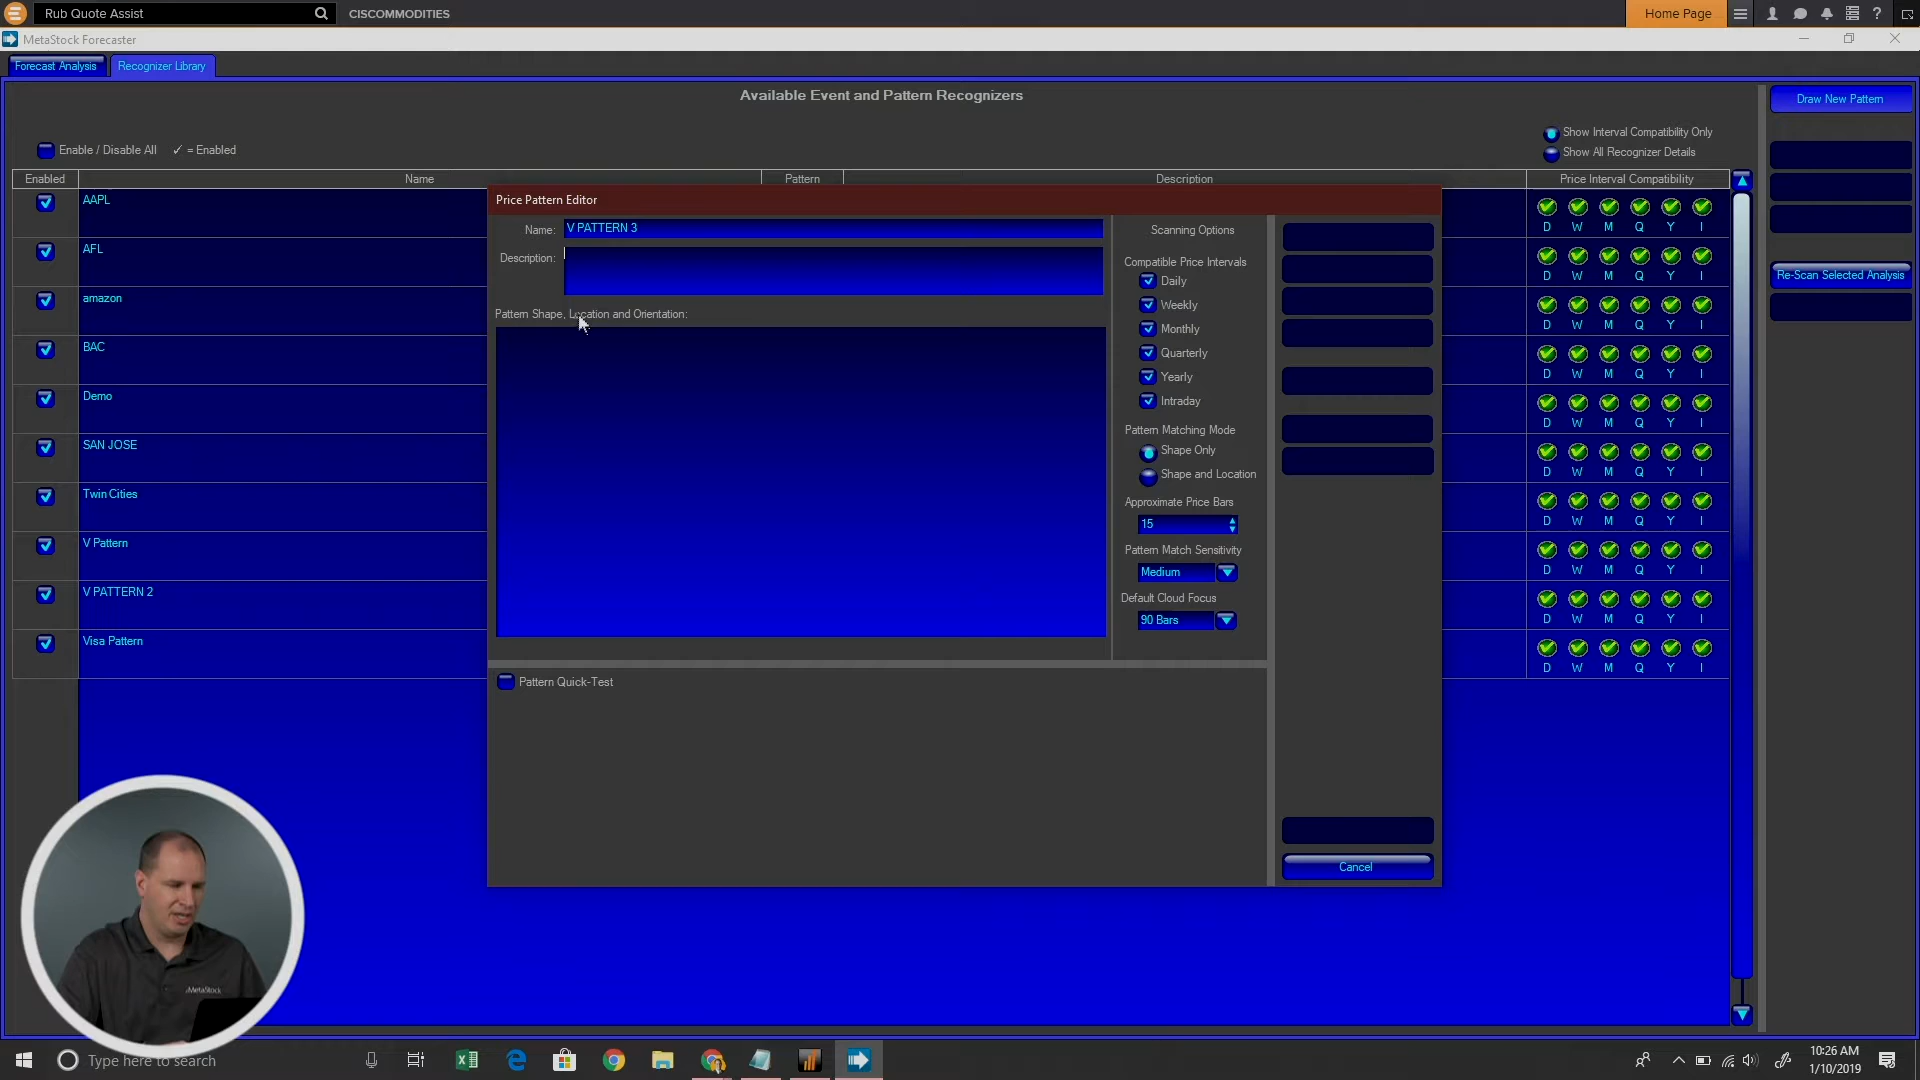 Rub Quote Assist
CISCOMMODITIES
Home Page
?
MetaStock Forecaster
Forecast Analysis
Recognizer Library
Available Event and Pattern Recognizers
Draw New Pattern
Show Interval Compatibility Only
Enable / Disable All ✓ = Enabled
Show All Recognizer Details
Enabled Name Pattern Description Price Interval Compatibility
AAPL
D W M Q Y I
AFL
D W M Q Y I
amazon
D W M Q Y I
BAC
D W M Q Y I
Demo
D W M Q Y I
SAN JOSE
D W M Q Y I
Twin Cities
D W M Q Y I
V Pattern
D W M Q Y I
V PATTERN 2
D W M Q Y I
Visa Pattern
D W M Q Y I
Re-Scan Selected Analysis
Price Pattern Editor
Name: V PATTERN 3
Description:
Pattern Shape, Location and Orientation:
Scanning Options
Compatible Price Intervals
Daily
Weekly
Monthly
Quarterly
Yearly
Intraday
Pattern Matching Mode
Shape Only
Shape and Location
Approximate Price Bars
15
Pattern Match Sensitivity
Medium
Default Cloud Focus
90 Bars
Pattern Quick-Test
Cancel
MetaStock
Type here to search
10:26 AM
1/10/2019